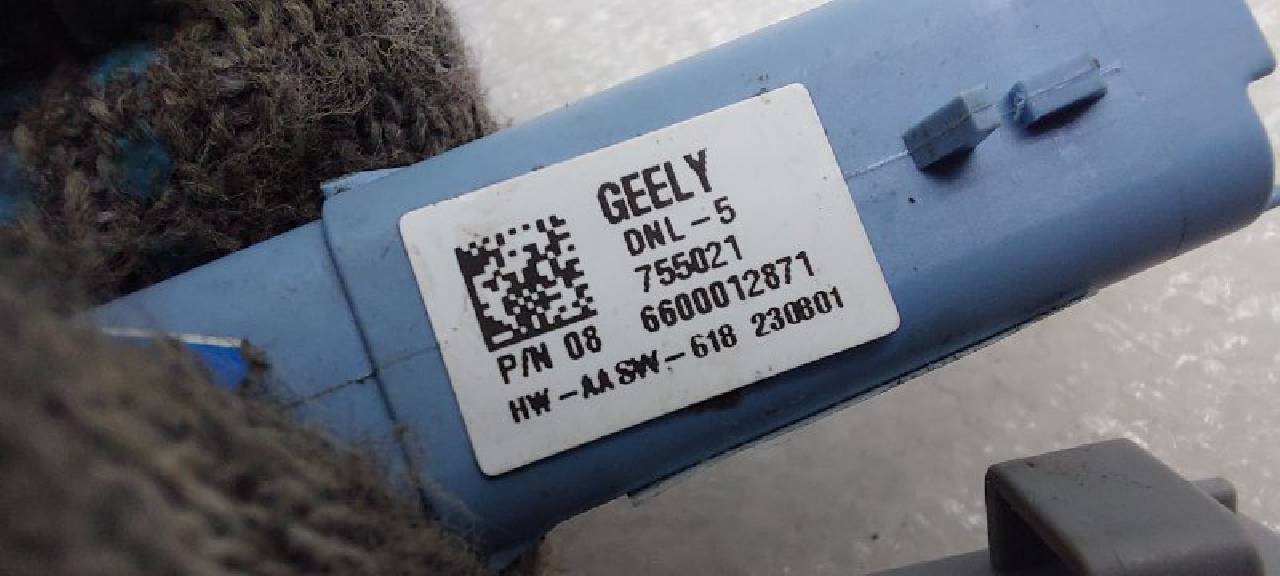 GEELY
DNL-5
755021
6600012871
P/N 08
HW-AA SW-618 230801